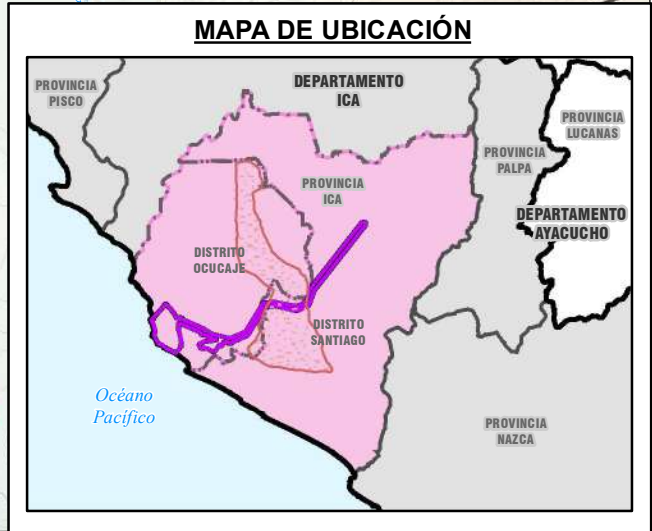 MAPA DE UBICACIÓN
PROVINCIA
PISCO
DEPARTAMENTO
ICA
PROVINCIA
LUCANAS
PROVINCIA
PALPA
PROVINCIA
ICA
DEPARTAMENTO
AYACUCHO
DISTRITO
OCUCAJE
DISTRITO
SANTIAGO
Océano
Pacífico
PROVINCIA
NAZCA